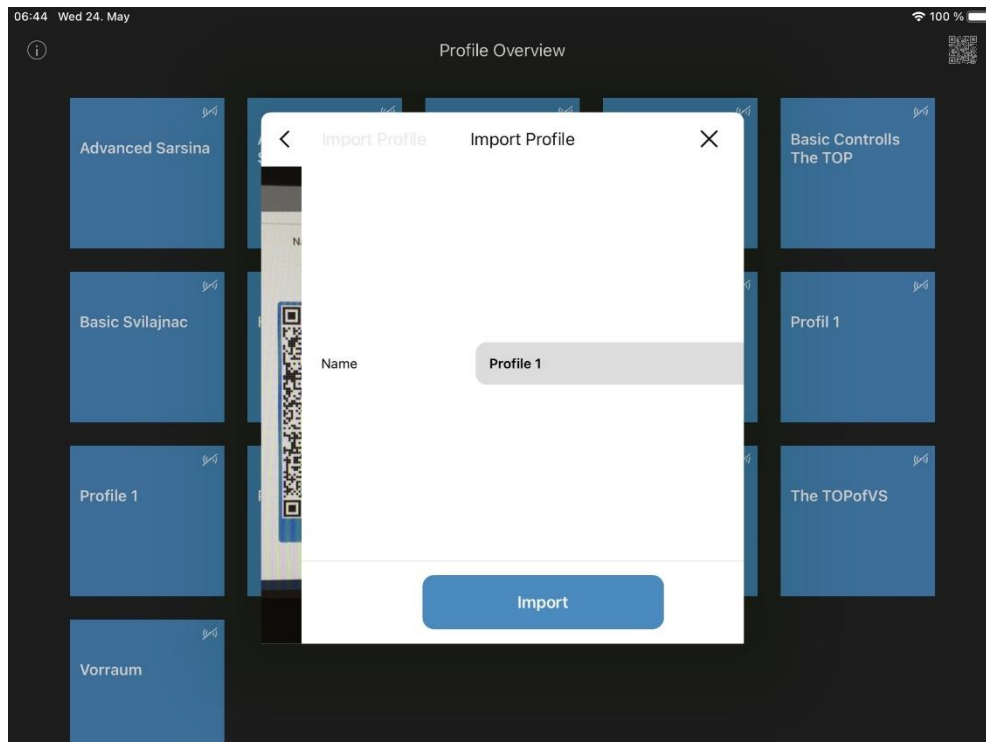 06:44 Wed 24. May
100 %
Profile Overview
Advanced Sarsina
Basic Controlls
The TOP
Import Profile
Import Profile
Basic Svilajnac
Profil 1
Name
Profile 1
Profile 1
The TOPofVS
Import
Vorraum